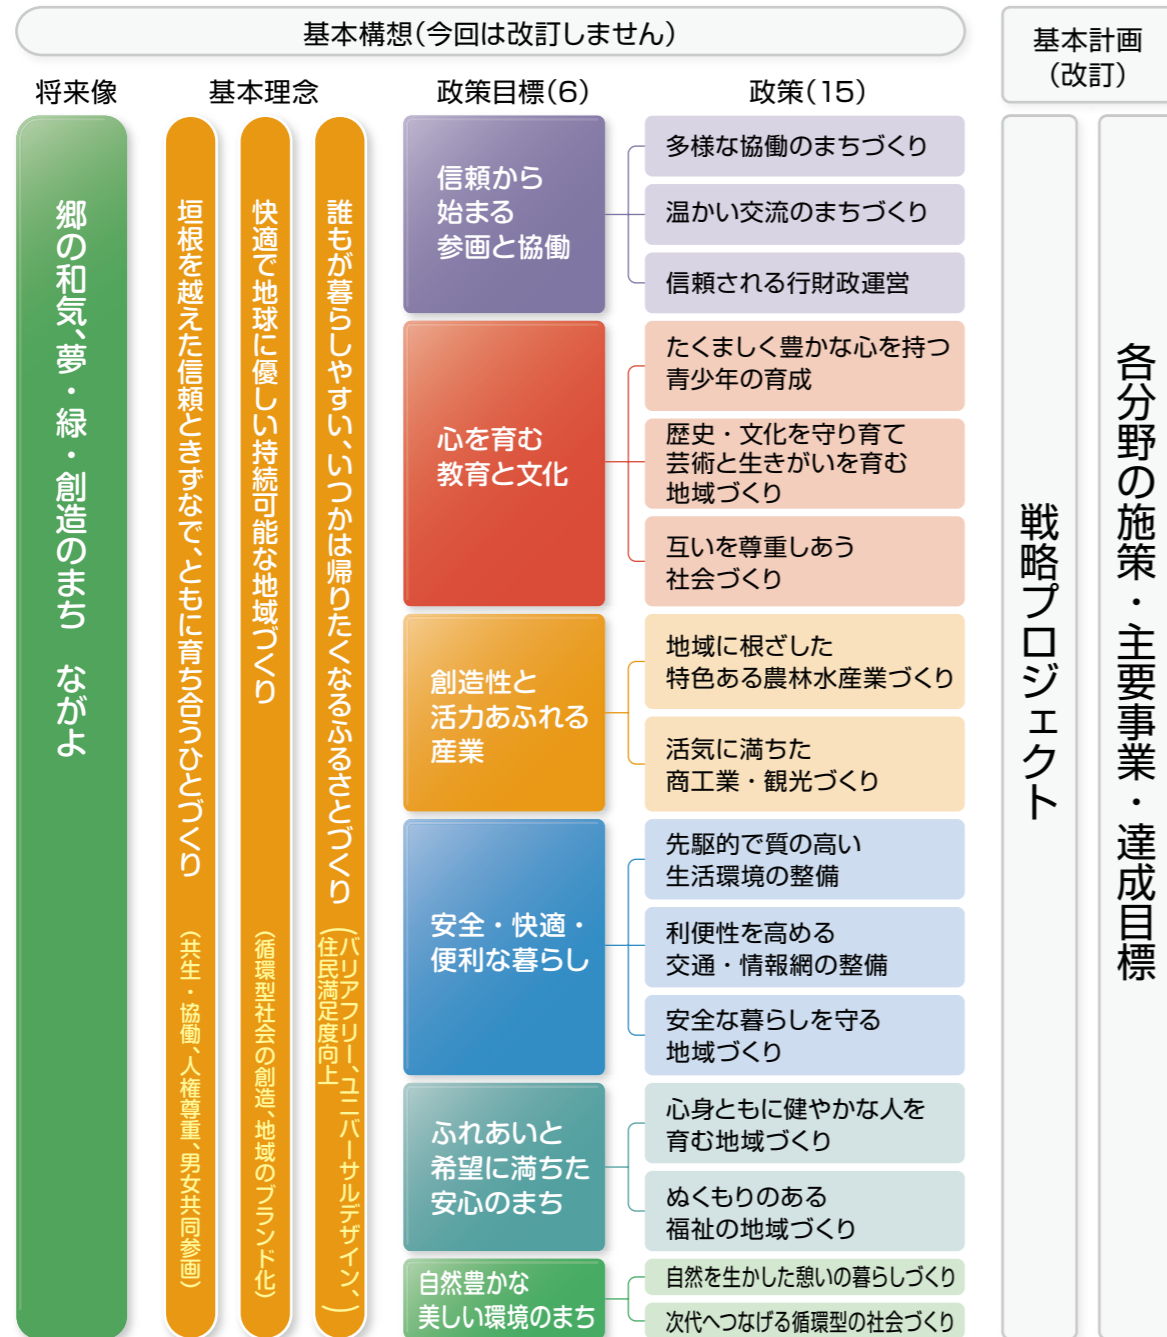 基本構想(今回は改訂しません)
基本計画
(改訂)
将来像
基本理念
政策目標(6)
政策(15)
郷の和気、夢・緑・創造のまち　ながよ
垣根を越えた信頼ときずなで、ともに育ち合うひとづくり
(共生・協働、人権尊重、男女共同参画)
快適で地球に優しい持続可能な地域づくり
(循環型社会の創造、地域のブランド化)
誰もが暮らしやすい、いつかは帰りたくなるふるさとづくり
(バリアフリー、ユニバーサルデザイン、
住民満足度向上)
信頼から
始まる
参画と協働
多様な協働のまちづくり
温かい交流のまちづくり
信頼される行財政運営
心を育む
教育と文化
たくましく豊かな心を持つ
青少年の育成
歴史・文化を守り育て
芸術と生きがいを育む
地域づくり
互いを尊重しあう
社会づくり
創造性と
活力あふれる
産業
地域に根ざした
特色ある農林水産業づくり
活気に満ちた
商工業・観光づくり
安全・快適・
便利な暮らし
先駆的で質の高い
生活環境の整備
利便性を高める
交通・情報網の整備
安全な暮らしを守る
地域づくり
ふれあいと
希望に満ちた
安心のまち
心身ともに健やかな人を
育む地域づくり
ぬくもりのある
福祉の地域づくり
自然豊かな
美しい環境のまち
自然を生かした憩いの暮らしづくり
次代へつなげる循環型の社会づくり
戦略プロジェクト
各分野の施策・主要事業・達成目標